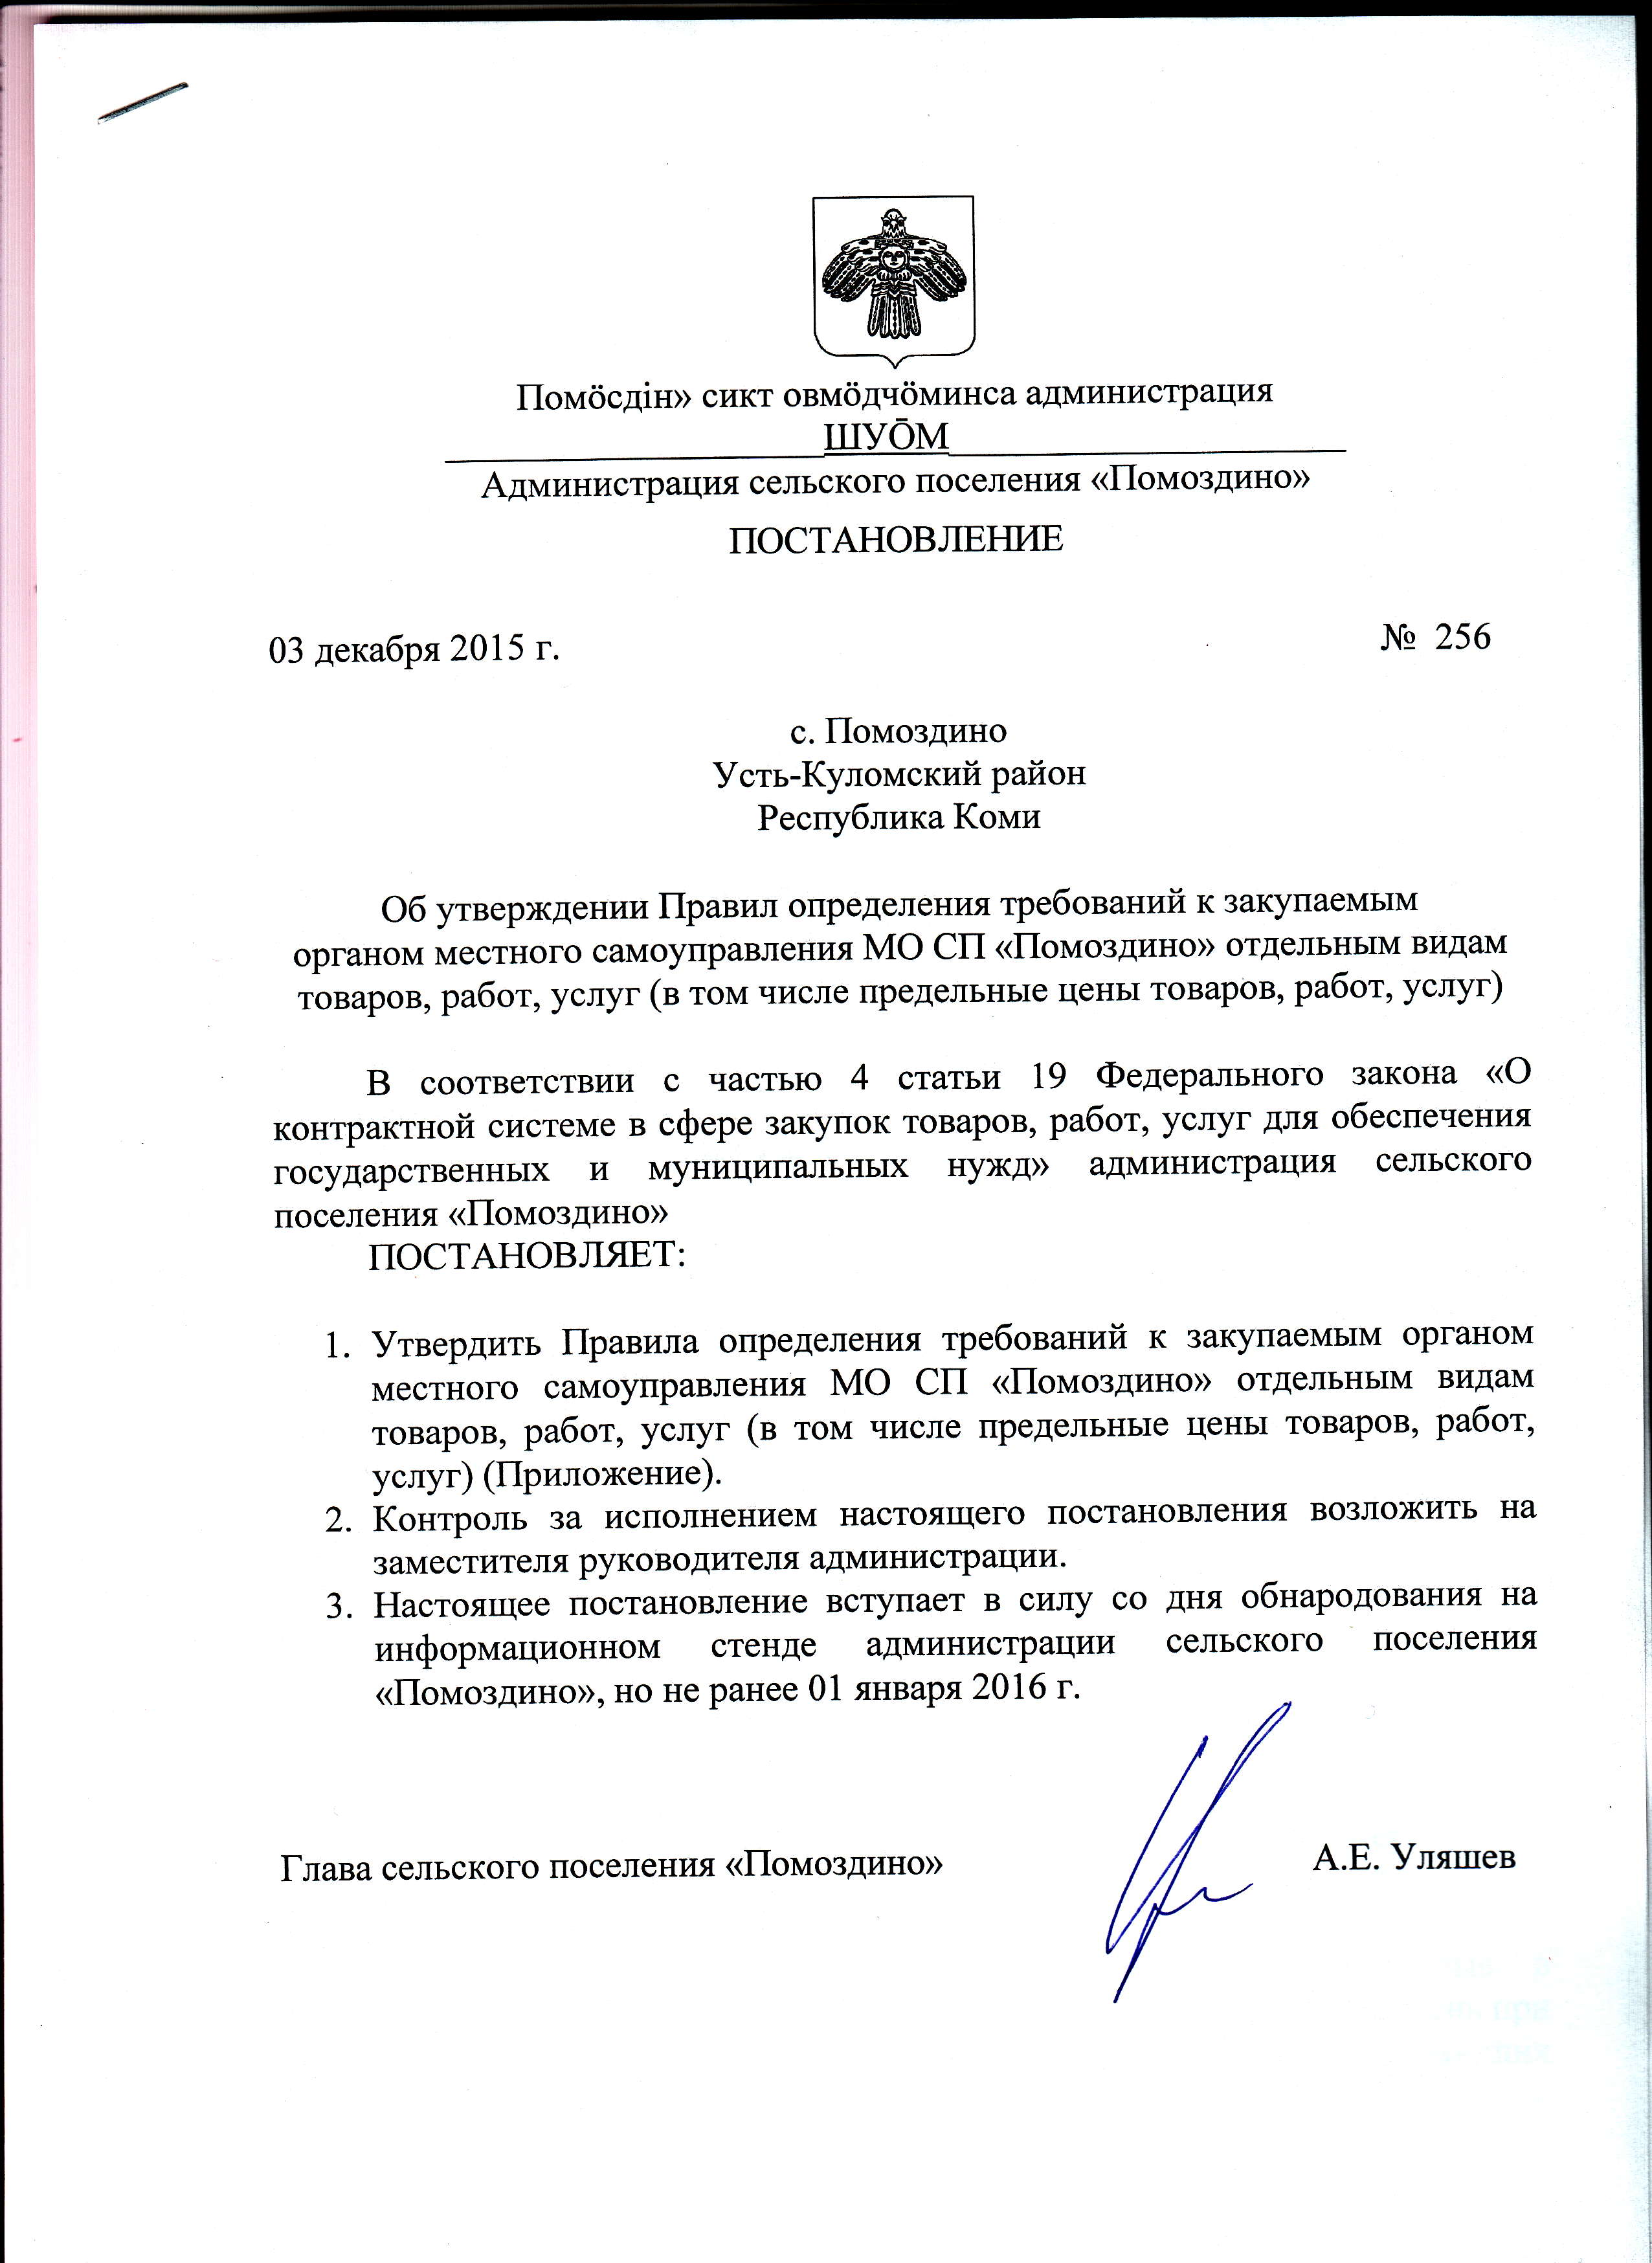 Помöсдiн» сикт овмöдчöминса администрация
ШУŌМ
Администрация сельского поселения «Помоздино»
ПОСТАНОВЛЕНИЕ
03 декабря 2015 г. № 256
с. Помоздино
Усть-Куломский район
Республика Коми
Об утверждении Правил определения требований к закупаемым
органом местного самоуправления МО СП «Помоздино» отдельным видам
товаров, работ, услуг (в том числе предельные цены товаров, работ, услуг)
В соответствии с частью 4 статьи 19 Федерального закона «О
контрактной системе в сфере закупок товаров, работ, услуг для обеспечения
государственных и муниципальных нужд» администрация сельского
поселения «Помоздино»
ПОСТАНОВЛЯЕТ:
1. Утвердить Правила определения требований к закупаемым органом
местного самоуправления МО СП «Помоздино» отдельным видам
товаров, работ, услуг (в том числе предельные цены товаров, работ,
услуг) (Приложение).
2. Контроль за исполнением настоящего постановления возложить на
заместителя руководителя администрации.
3. Настоящее постановление вступает в силу со дня обнародования на
информационном стенде администрации сельского поселения
«Помоздино», но не ранее 01 января 2016 г.
Глава сельского поселения «Помоздино» А.Е. Уляшев